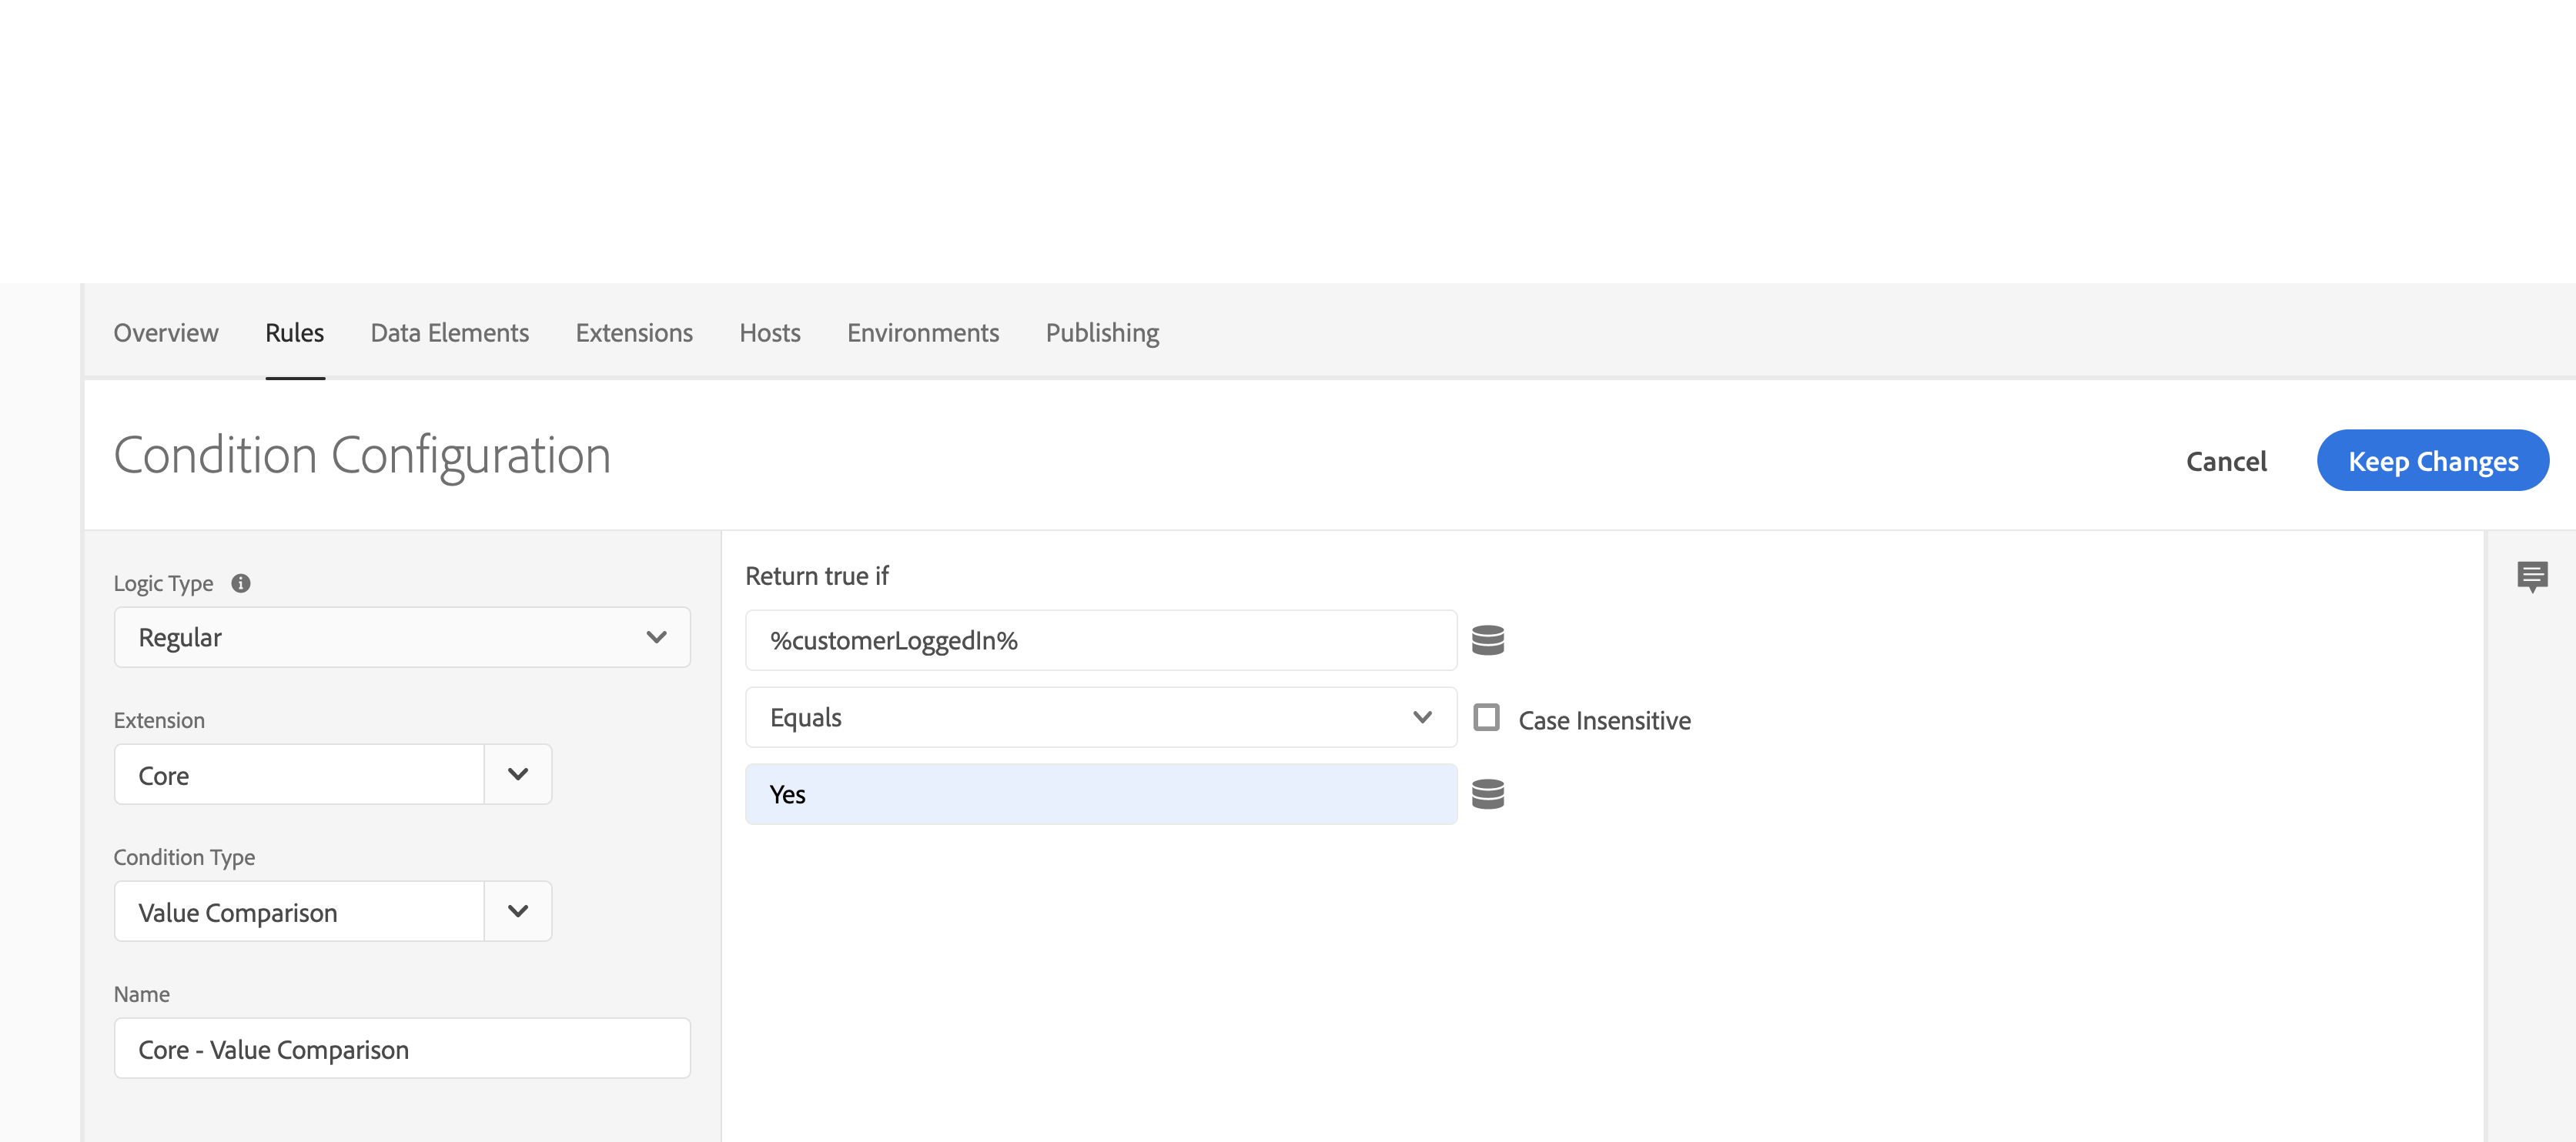 Overview Rules Data Elements Extensions Hosts Environments Publishing
Condition Configuration
Cancel Keep Changes
Logic Type
Regular
Extension
Core
Condition Type
Value Comparison
Name
Core - Value Comparison
Return true if
%customerLoggedIn%
Equals
Case Insensitive
Yes